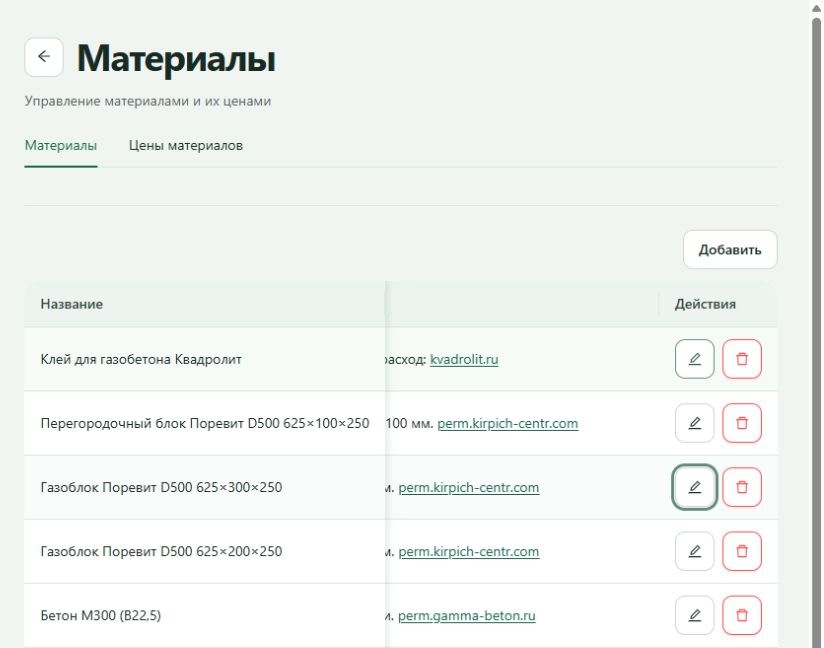 Материалы
Управление материалами и их ценами
Материалы Цены материалов
Добавить
Название Действия
Клей для газобетона Квадролит расход: kvadrolit.ru
Перегородочный блок Поревит D500 625×100×250 100 мм. perm.kirpich-centr.com
Газоблок Поревит D500 625×300×250 м. perm.kirpich-centr.com
Газоблок Поревит D500 625×200×250 м. perm.kirpich-centr.com
Бетон М300 (B22,5) perm.gamma-beton.ru